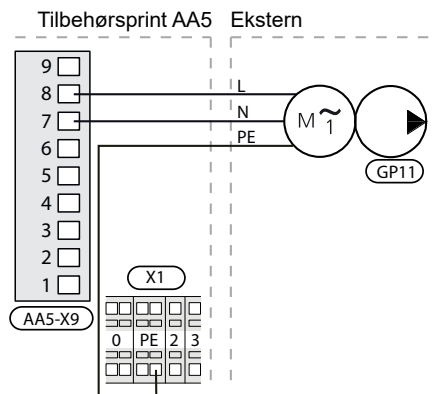 Tilbehørsprint AA5 Ekstern
9
8 L
7 N
6 PE
5
4
3
2
1
M ~ 1
GP11
X1
AA5-X9
0 PE 2 3